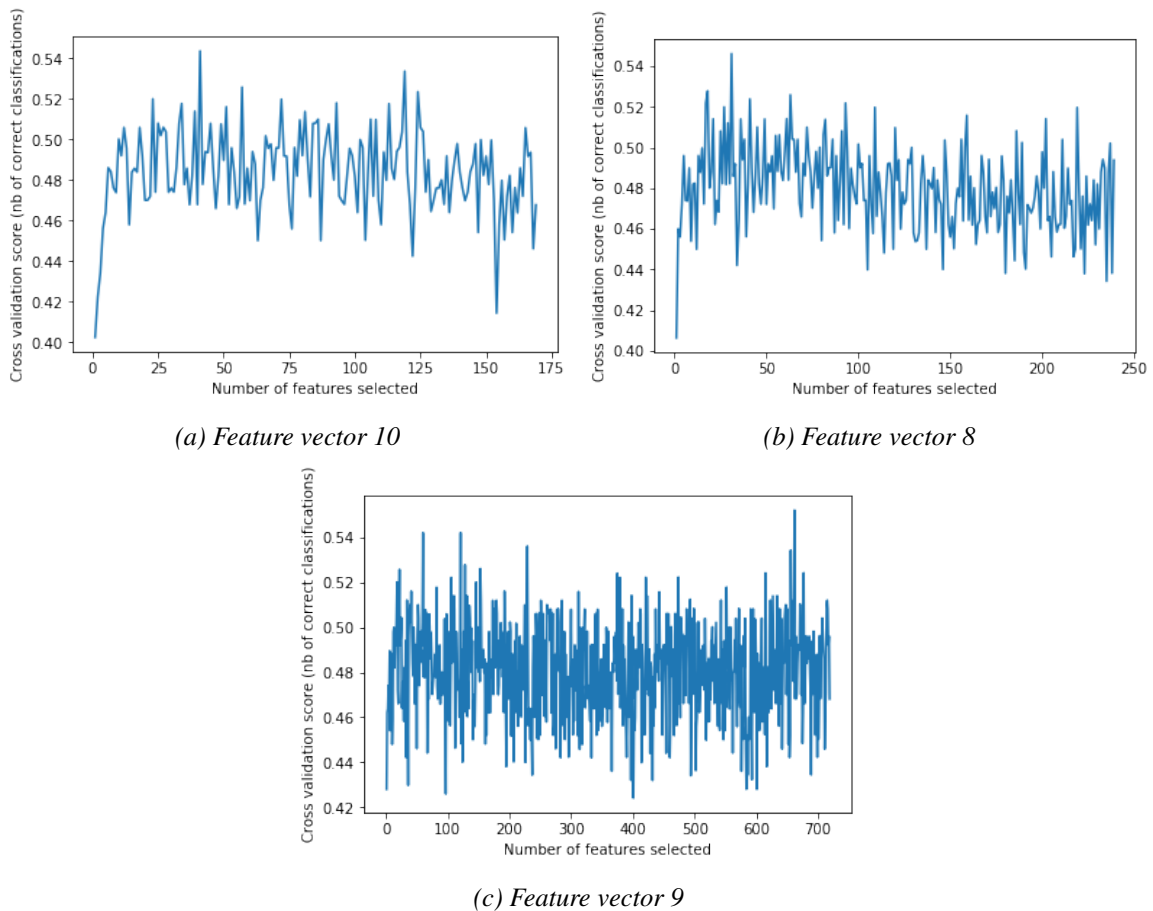 Cross validation score (nb of correct classifications)
0.54
0.52
0.50
0.48
0.46
0.44
0.42
0.40
0 25 50 75 100 125 150 175
Number of features selected
(a) Feature vector 10
Cross validation score (nb of correct classifications)
0.54
0.52
0.50
0.48
0.46
0.44
0.42
0.40
0 50 100 150 200 250
Number of features selected
(b) Feature vector 8
Cross validation score (nb of correct classifications)
0.54
0.52
0.50
0.48
0.46
0.44
0.42
0 100 200 300 400 500 600 700
Number of features selected
(c) Feature vector 9